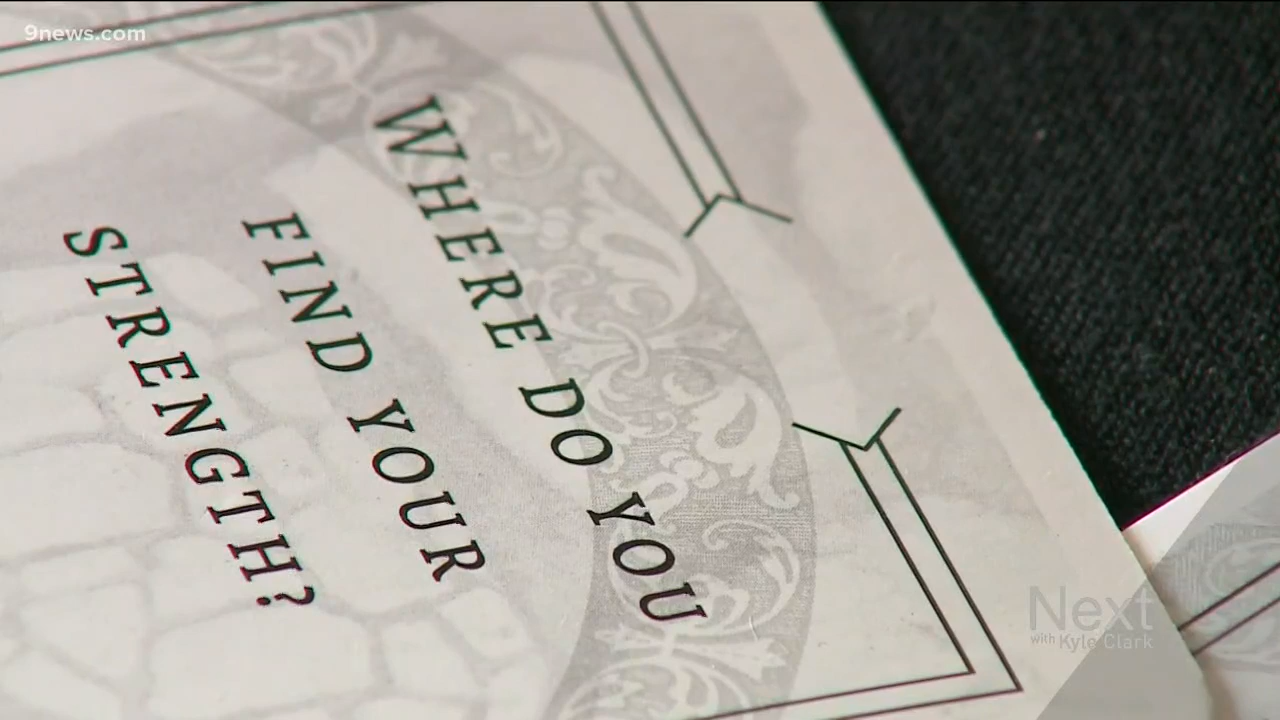 9news.com
WHERE DO YOU
FIND YOUR
STRENGTH?
Next
with Kyle Clark